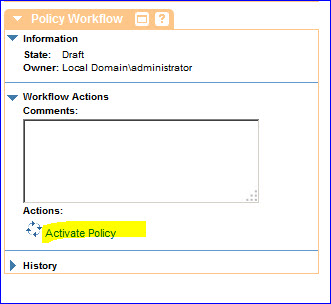 Policy Workflow ?
Information
State: Draft
Owner: Local Domain\administrator
Workflow Actions
Comments:
Actions:
Activate Policy
History